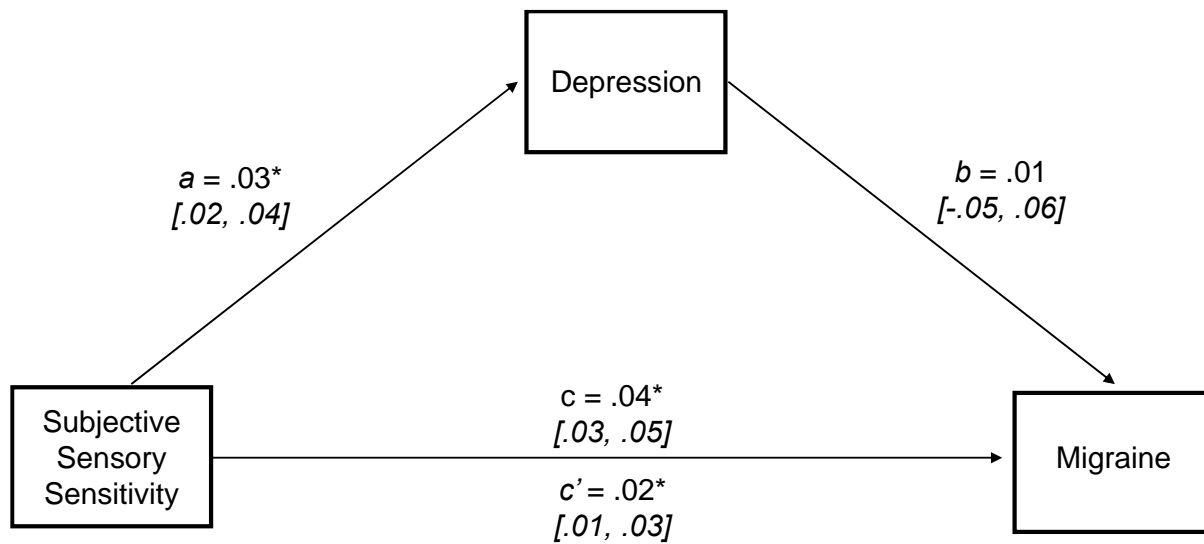 Depression
a = .03*
[.02, .04]
b = .01
[-.05, .06]
Subjective
Sensory
Sensitivity
c = .04*
[.03, .05]
c’ = .02*
[.01, .03]
Migraine